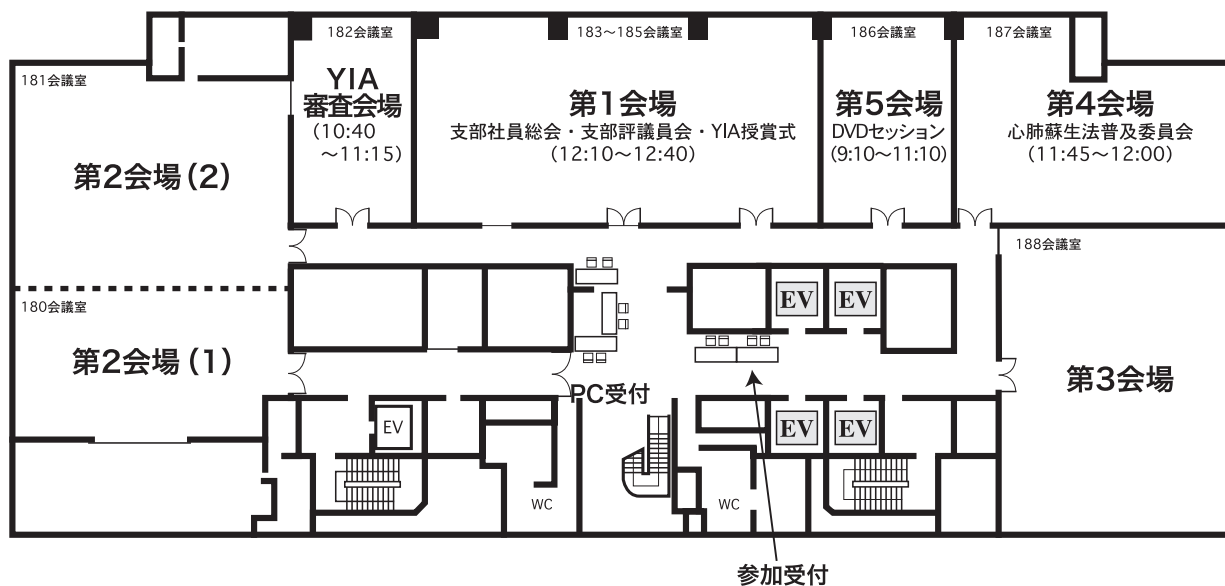 182会議室
183〜185会議室
186会議室
187会議室
181会議室
YIA
審査会場
(10:40
〜11:15)
第1会場
支部社員総会・支部評議員会・YIA授賞式
(12:10〜12:40)
第5会場
DVDセッション
(9:10〜11:10)
第4会場
心肺蘇生法普及委員会
(11:45〜12:00)
第2会場(2)
188会議室
180会議室
EV
EV
第2会場(1)
第3会場
PC受付
EV
EV
EV
WC
WC
参加受付